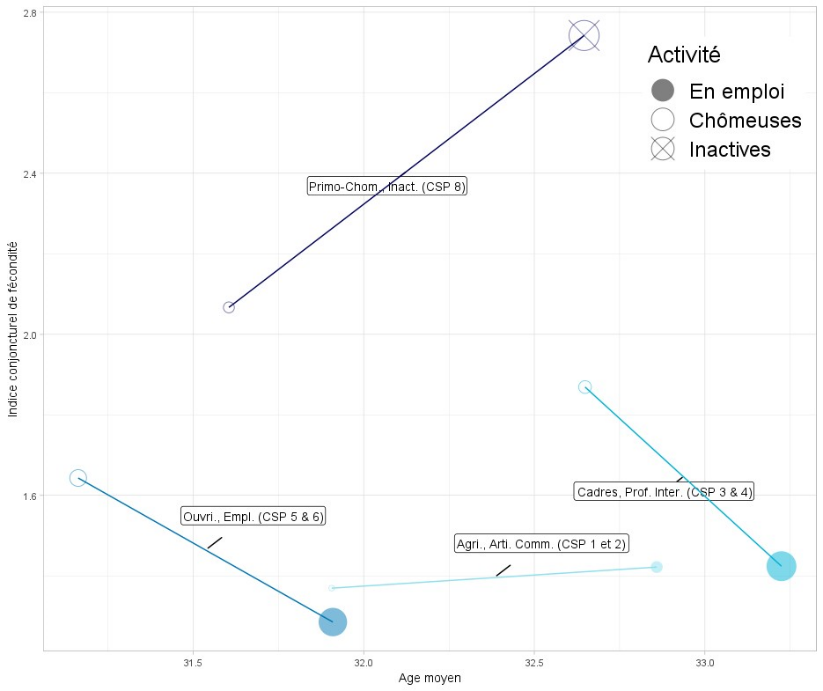 2.8
Activité
En emploi
Chômeuses
Inactives
2.4
Primo-Chom., Inact. (CSP 8)
Indice conjoncturel de fécondité
2.0
1.6
Cadres, Prof. Inter. (CSP 3 & 4)
Ouvri., Empl. (CSP 5 & 6)
Agri., Arti. Comm. (CSP 1 et 2)
31.5
32.0
32.5
33.0
Age moyen